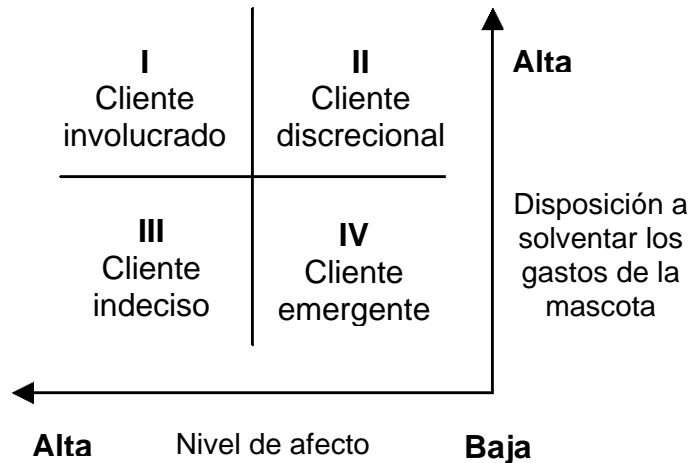 I
Cliente
involucrado
II
Cliente
discrecional
Alta
III
Cliente
indeciso
IV
Cliente
emergente
Disposición a
solventar los
gastos de la
mascota
Alta
Nivel de afecto
Baja